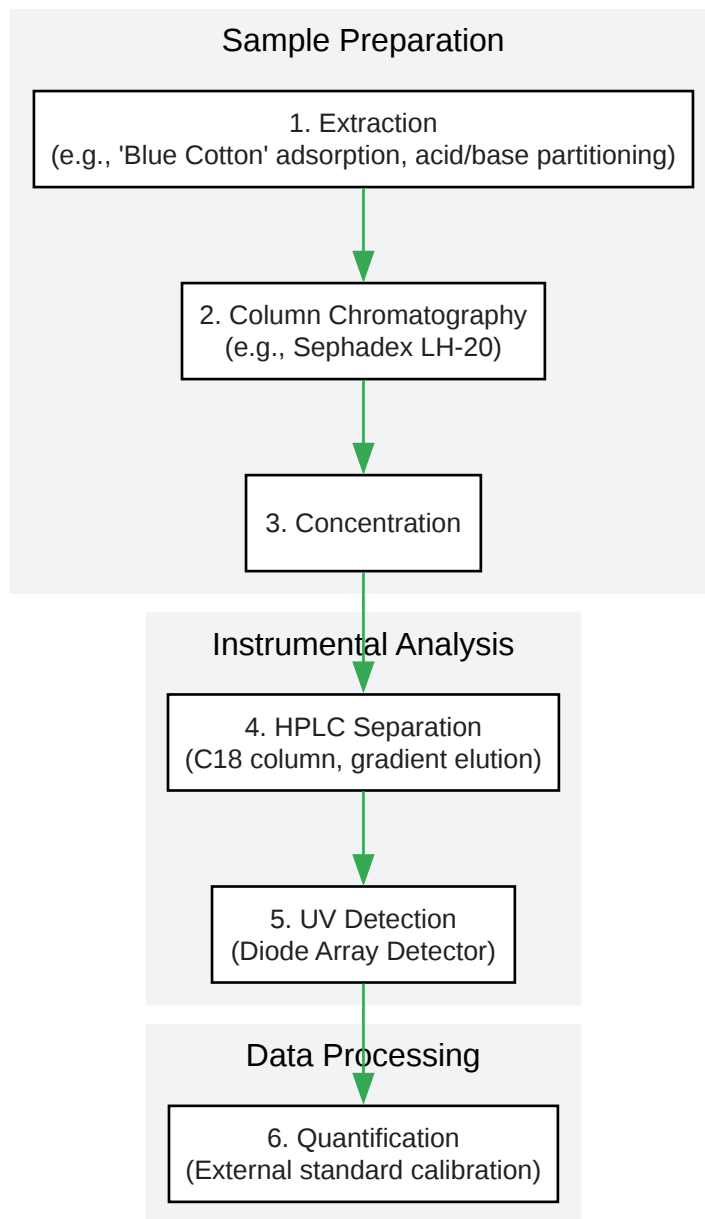 Sample Preparation
1. Extraction
(e.g., 'Blue Cotton' adsorption, acid/base partitioning)
2. Column Chromatography
(e.g., Sephadex LH-20)
3. Concentration
Instrumental Analysis
4. HPLC Separation
(C18 column, gradient elution)
5. UV Detection
(Diode Array Detector)
Data Processing
6. Quantification
(External standard calibration)